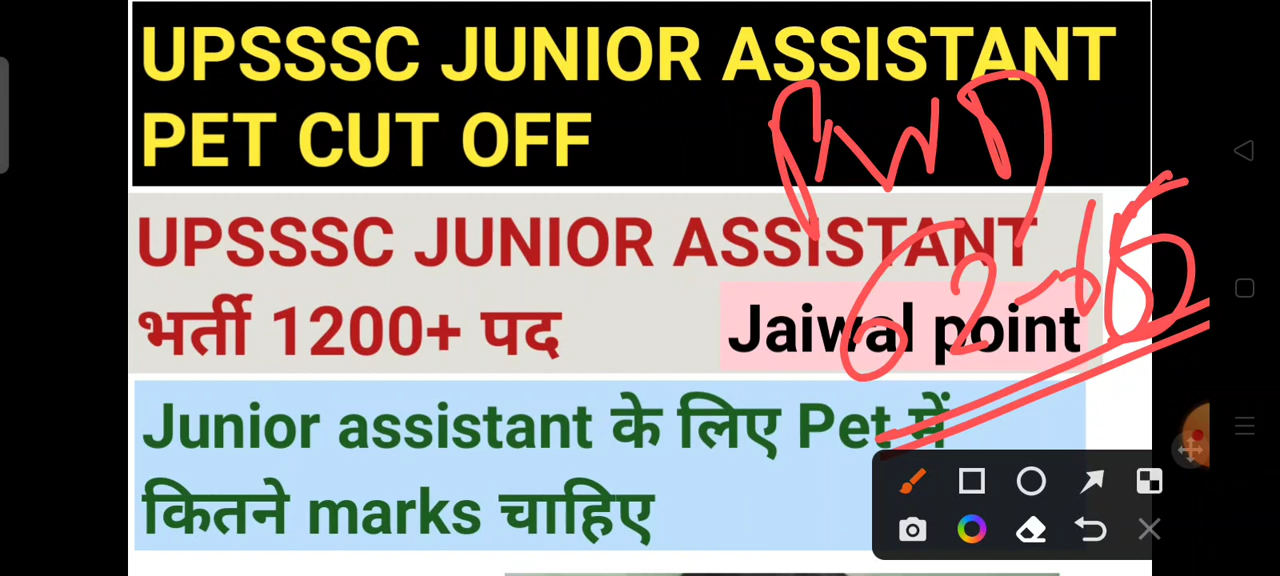 UPSSSC JUNIOR ASSISTANT
PET CUT OFF
PWD
UPSSSC JUNIOR ASSISTANT
भर्ती 1200+ पद
Jaiwal point
62-65
Junior assistant के लिए Pet में
कितने marks चाहिए